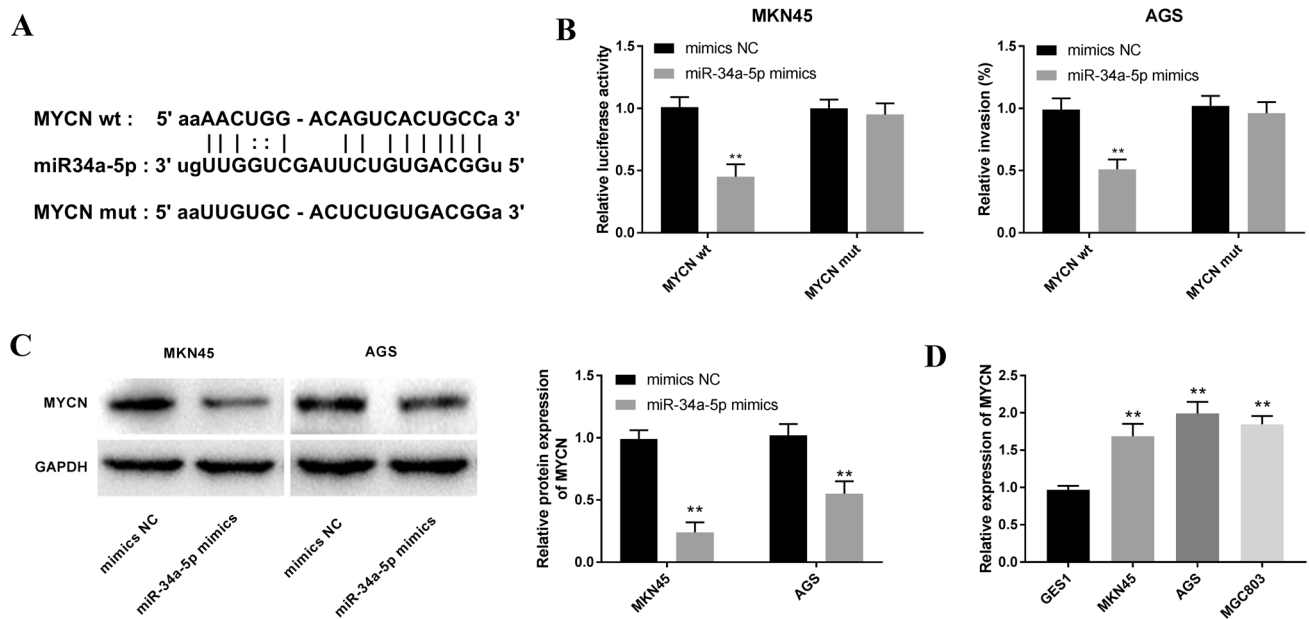 A
MYCN wt : 5' aaAACUGG - ACAGUCACUGCCa 3'
miR34a-5p : 3' ugUUGGUCGAUUCUGUGACGGu 5'
MYCN mut : 5' aaUUGUGC - ACUCUGUGACGGa 3'
B
MKN45
Relative luciferase activity
1.5
1.0
0.5
0.0
mimics NC
miR-34a-5p mimics
**
MYCN wt
MYCN mut
AGS
Relative invasion (%)
1.5
1.0
0.5
0.0
mimics NC
miR-34a-5p mimics
**
MYCN wt
MYCN mut
C
MKN45
AGS
MYCN
GAPDH
mimics NC
miR-34a-5p mimics
mimics NC
miR-34a-5p mimics
Relative protein expression
of MYCN
1.5
1.0
0.5
0.0
mimics NC
miR-34a-5p mimics
**
**
MKN45
AGS
D
Relative expression of MYCN
2.5
2.0
1.5
1.0
0.5
0.0
**
**
**
GES1
MKN45
AGS
MGC803